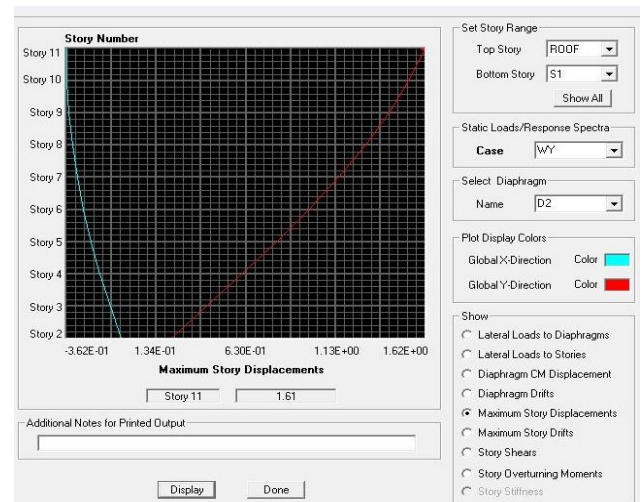 Story Number
Story 11
Story 10
Story 9
Story 8
Story 7
Story 6
Story 5
Story 4
Story 3
Story 2
-3.62E-01 1.34E-01 6.30E-01 1.13E+00 1.62E+00
Maximum Story Displacements
Story 11 1.61
Additional Notes for Printed Output
Display Done
Set Story Range
Top Story ROOF
Bottom Story S1
Show All
Static Loads/Response Spectra
Case WY
Select Diaphragm
Name D2
Plot Display Colors
Global X-Direction Color
Global Y-Direction Color
Show
Lateral Loads to Diaphragms
Lateral Loads to Stories
Diaphragm CM Displacement
Diaphragm Drifts
Maximum Story Displacements
Maximum Story Drifts
Story Shears
Story Overturning Moments
Story Stiffness